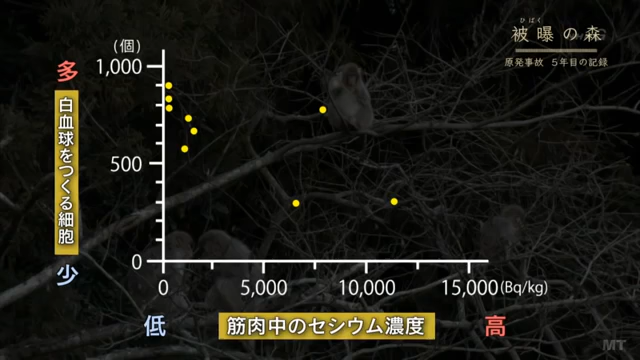 ひばく
被曝の森
原発事故 5年目の記録
(個)
多
1,000
白血球をつくる細胞
500
少
0
0
5,000
10,000
15,000(Bq/kg)
低
筋肉中のセシウム濃度
高
MT